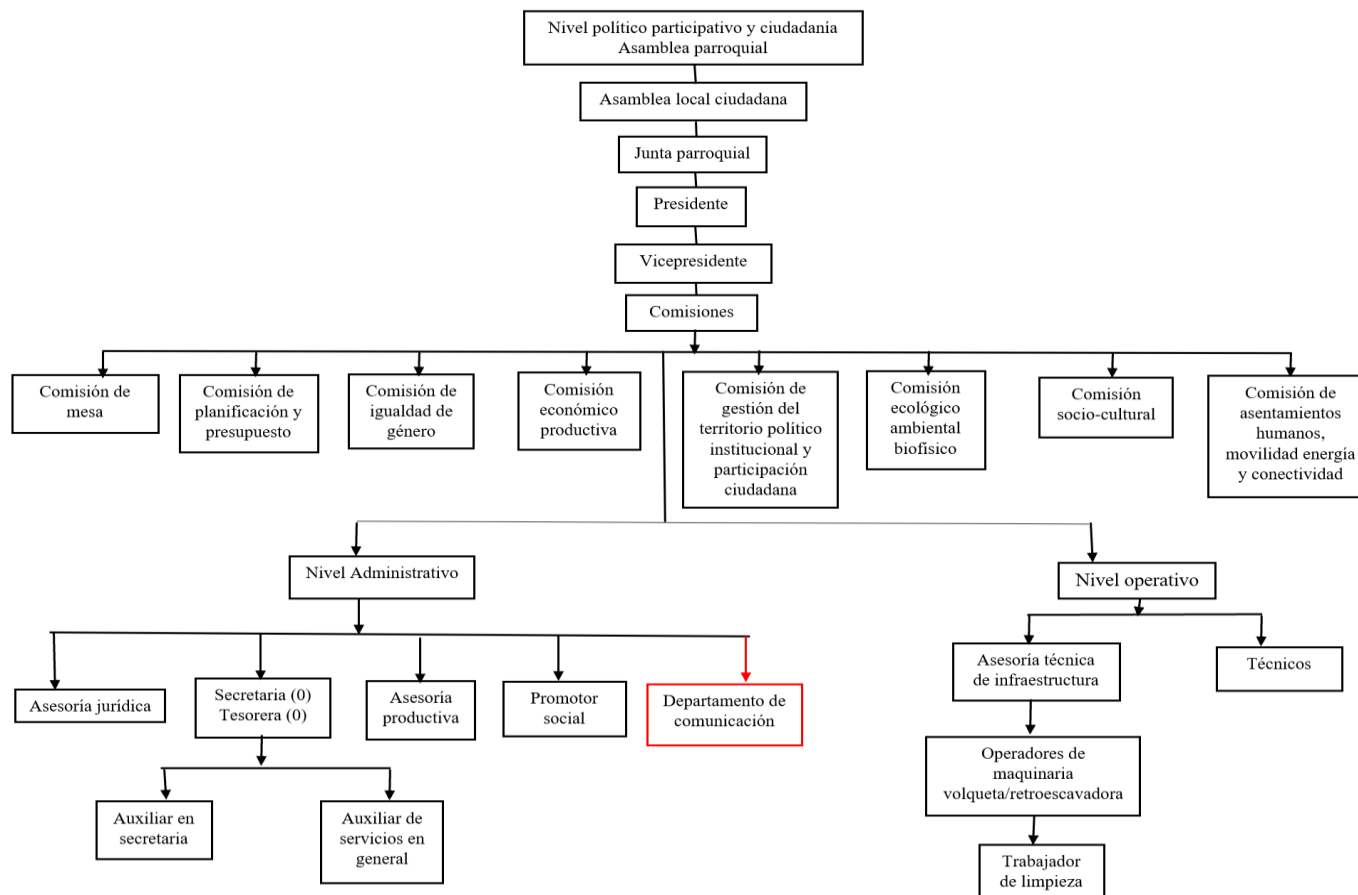 Nivel político participativo y ciudadanía
Asamblea parroquial
Asamblea local ciudadana
Junta parroquial
Presidente
Vicepresidente
Comisiones
Comisión de
mesa
Comisión de
planificación y
presupuesto
Comisión de
igualdad de
género
Comisión
económico
productiva
Comisión de
gestión del
territorio político
institucional y
participación
ciudadana
Comisión
ecológico
ambiental
biofísico
Comisión
socio-cultural
Comisión de
asentamientos
humanos,
movilidad energía
y conectividad
Nivel Administrativo
Nivel operativo
Asesoría jurídica
Secretaria (0)
Tesorera (0)
Asesoría
productiva
Promotor
social
Departamento de
comunicación
Asesoría técnica
de infraestructura
Técnicos
Auxiliar en
secretaria
Auxiliar de
servicios en
general
Operadores de
maquinaria
volqueta/retroescavadora
Trabajador
de limpieza